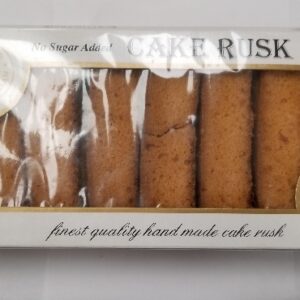 No Sugar Added CAKE RUSK
finest quality hand made cake rusk